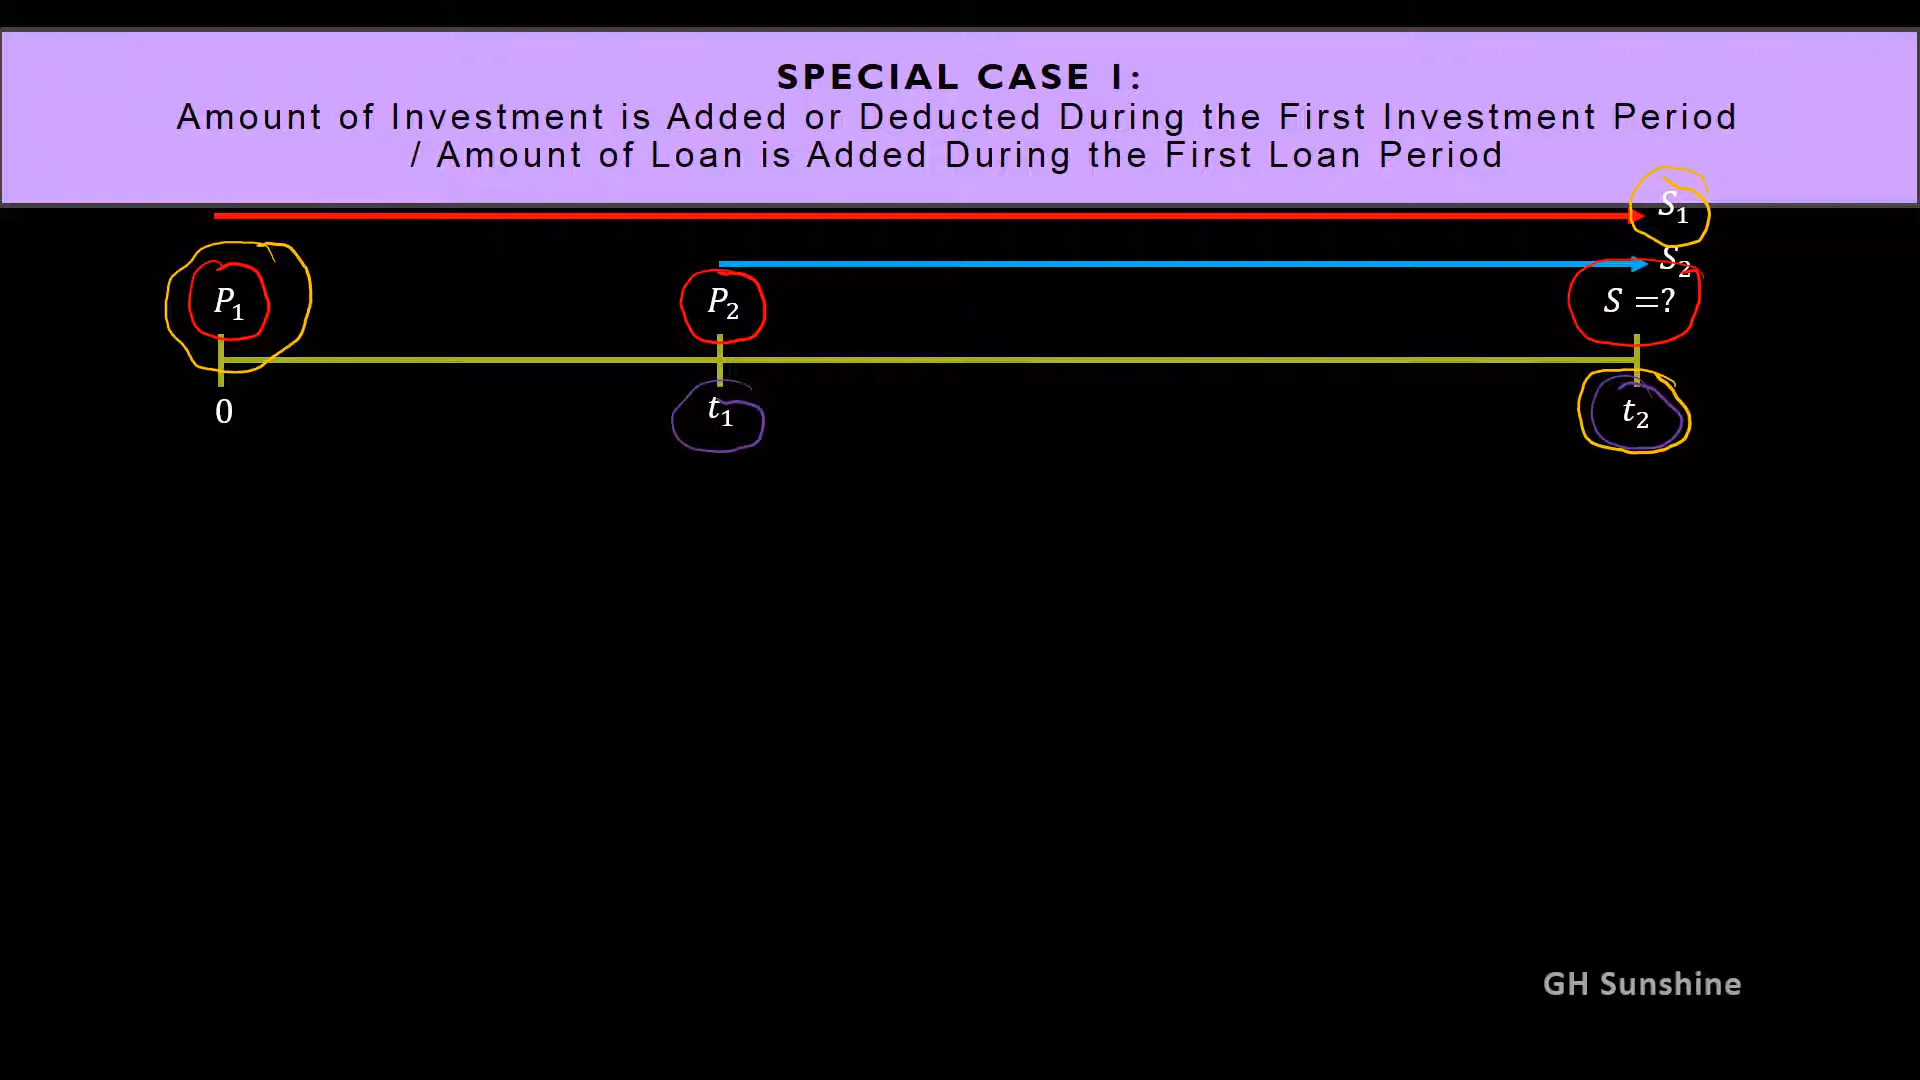 SPECIAL CASE 1:
Amount of Investment is Added or Deducted During the First Investment Period
/ Amount of Loan is Added During the First Loan Period
S₁
S₂
P₁ P₂ S =?
0 t₁ t₂
GH Sunshine